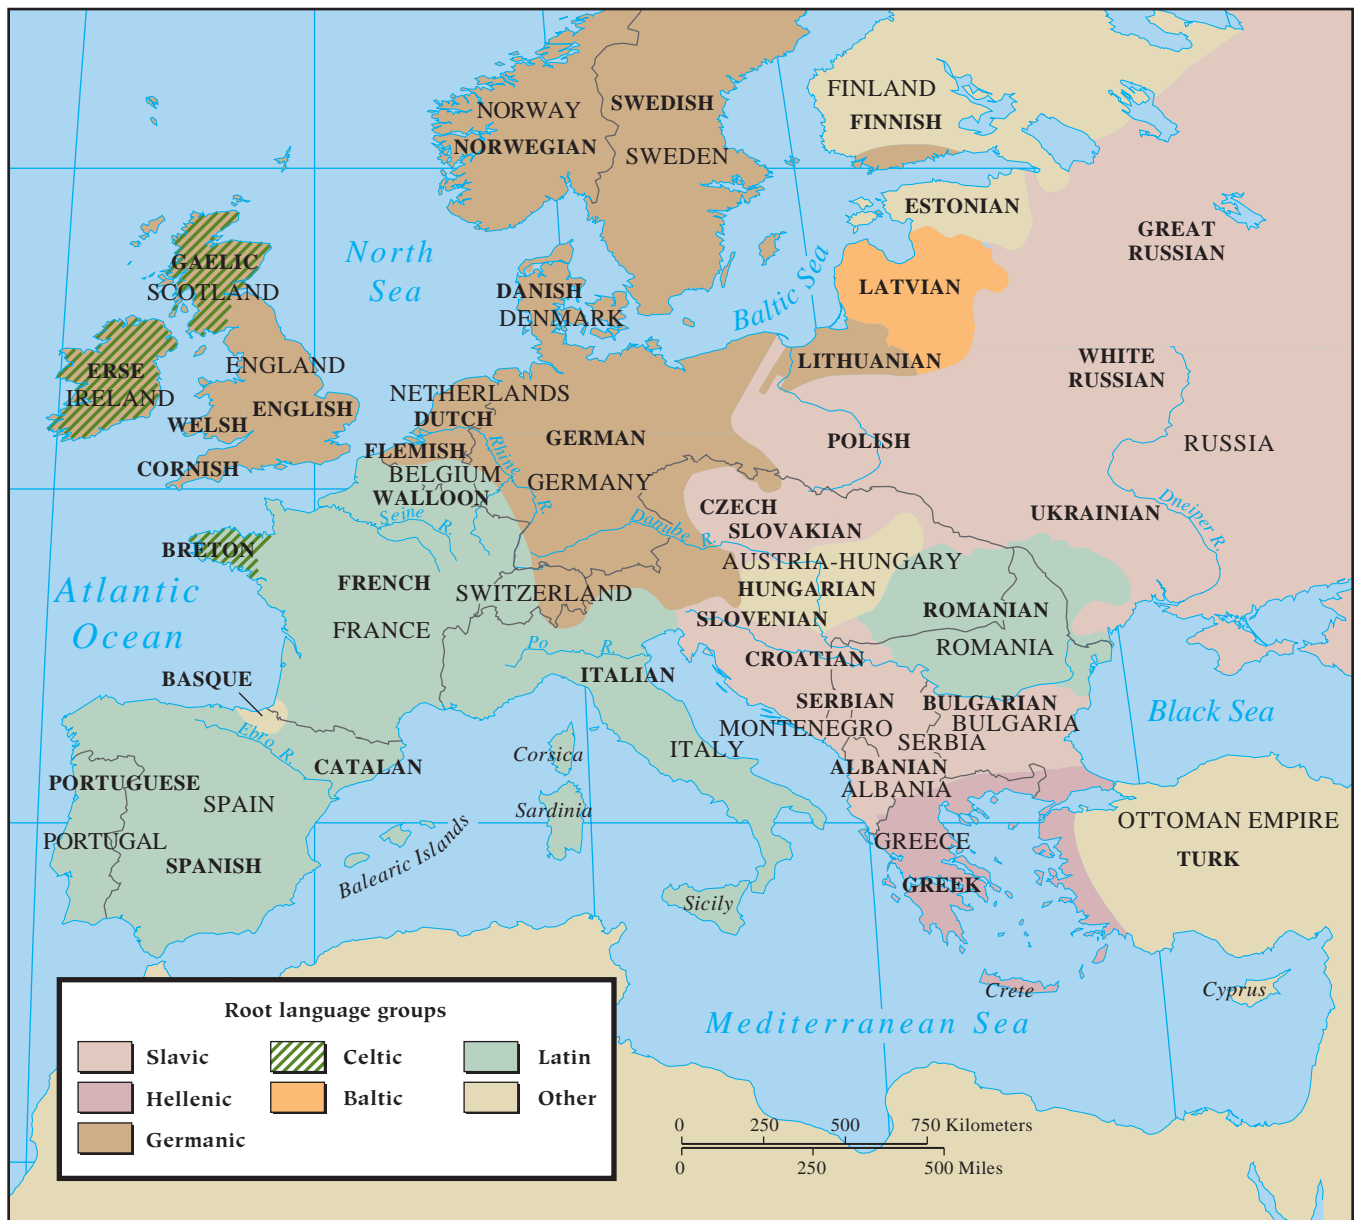 FINLAND
FINNISH
NORWAY
NORWEGIAN
SWEDISH
SWEDEN
ESTONIAN
GREAT
RUSSIAN
North
Sea
GAELIC
SCOTLAND
DANISH
DENMARK
Baltic Sea
LATVIAN
ERSE
IRELAND
ENGLAND
ENGLISH
WELSH
CORNISH
NETHERLANDS
DUTCH
FLEMISH
BELGIUM
WALLOON
Rhine
R.
GERMAN
GERMANY
LITHUANIAN
WHITE
RUSSIAN
POLISH
RUSSIA
CZECH
SLOVAKIAN
UKRAINIAN
Dneiper R.
Seine R.
Danube R.
BRETON
Atlantic
Ocean
FRENCH
FRANCE
SWITZERLAND
AUSTRIA-HUNGARY
HUNGARIAN
SLOVENIAN
ROMANIAN
ROMANIA
Po R.
ITALIAN
CROATIAN
BASQUE
Ebro R.
SERBIAN
BULGARIAN
BULGARIA
MONTENEGRO
SERBIA
Black Sea
ITALY
Corsica
CATALAN
ALBANIAN
ALBANIA
PORTUGUESE
SPAIN
PORTUGAL
SPANISH
Sardinia
Balearic Islands
GREECE
GREEK
OTTOMAN EMPIRE
TURK
Sicily
Crete
Cyprus
Mediterranean Sea
Root language groups
Slavic
Celtic
Latin
Hellenic
Baltic
Other
Germanic
0 250 500 750 Kilometers
0 250 500 Miles